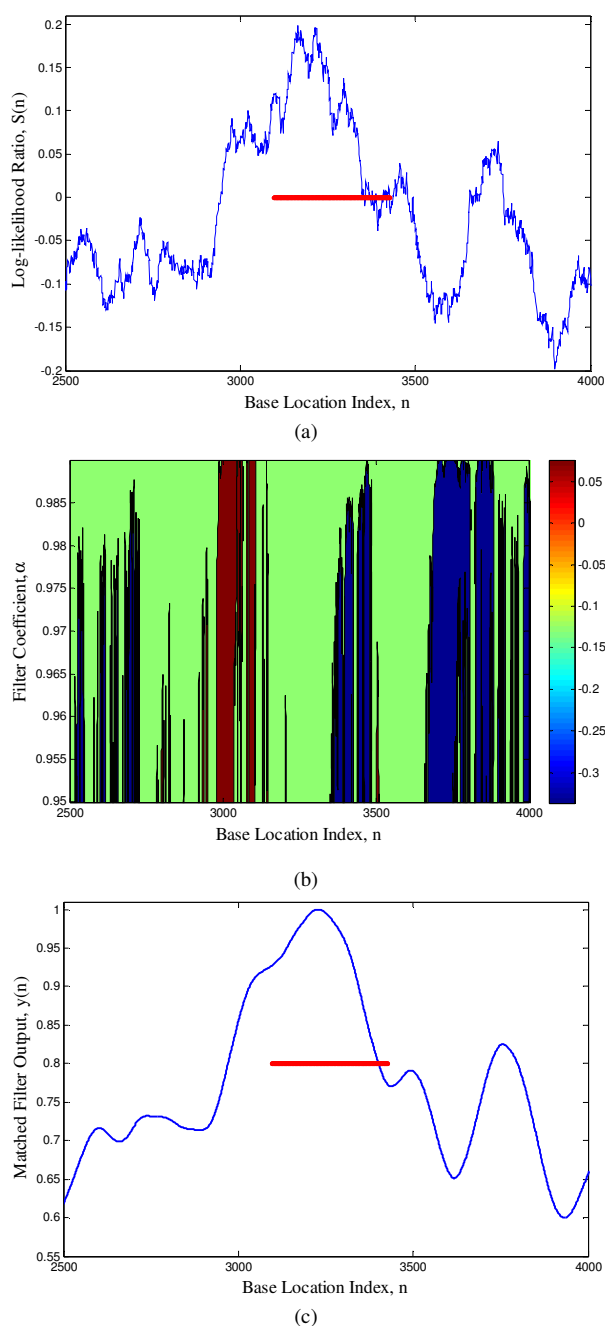 0.2
0.15
0.1
0.05
0
-0.05
-0.1
-0.15
-0.2
Log-likelihood Ratio, S(n)
2500 3000 3500 4000
Base Location Index, n
(a)
0.985
0.98
0.975
0.97
0.965
0.96
0.955
0.95
Filter Coefficient,α
2500 3000 3500 4000
0.05
0
-0.05
-0.1
-0.15
-0.2
-0.25
-0.3
Base Location Index, n
(b)
1
0.95
0.9
0.85
0.8
0.75
0.7
0.65
0.6
0.55
Matched Filter Output, y(n)
2500 3000 3500 4000
Base Location Index, n
(c)